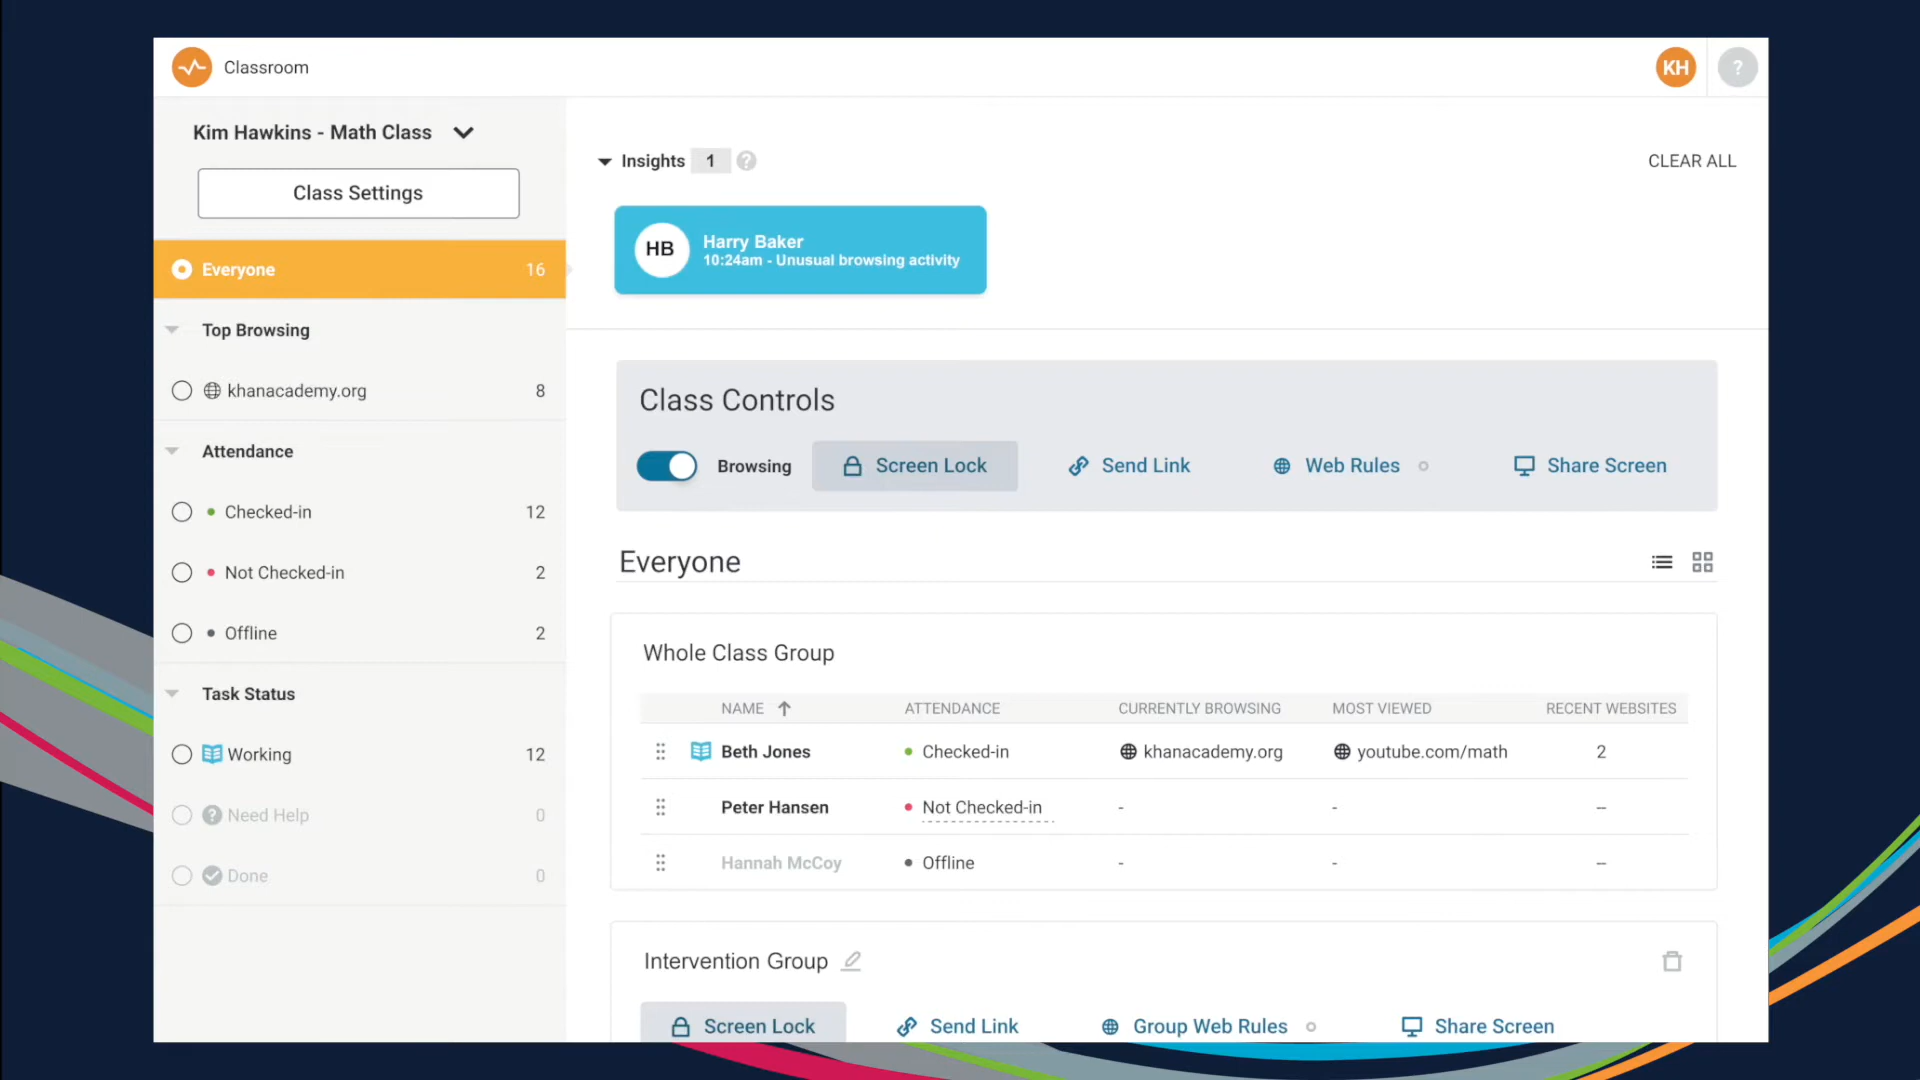 Classroom
KH
?
Kim Hawkins - Math Class
Class Settings
Everyone 16
Top Browsing
khanacademy.org 8
Attendance
Checked-in 12
Not Checked-in 2
Offline 2
Task Status
Working 12
? Need Help 0
Done 0
Insights 1 ?
CLEAR ALL
HB
Harry Baker
10:24am - Unusual browsing activity
Class Controls
Browsing Screen Lock Send Link Web Rules Share Screen
Everyone
Whole Class Group
NAME ATTENDANCE CURRENTLY BROWSING MOST VIEWED RECENT WEBSITES
Beth Jones Checked-in khanacademy.org youtube.com/math 2
Peter Hansen Not Checked-in - - --
Hannah McCoy Offline - - --
Intervention Group
Screen Lock Send Link Group Web Rules Share Screen